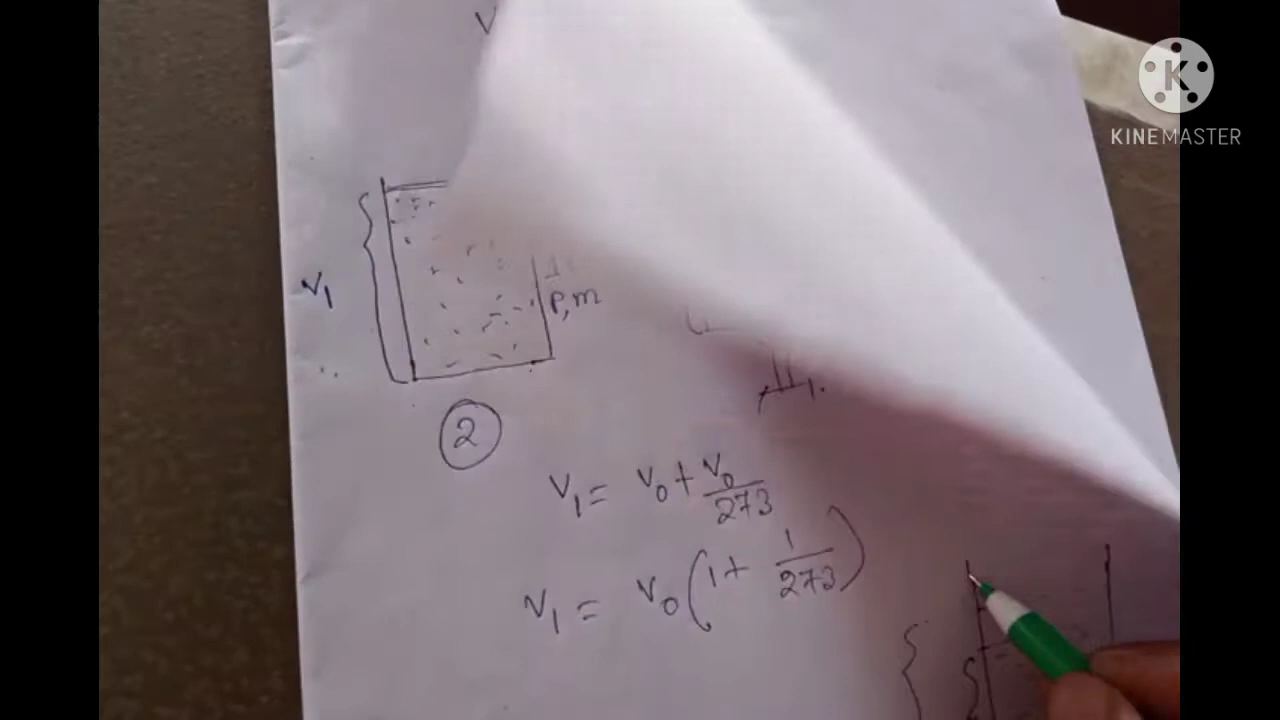 V
K
KINEMASTER
V₁
P, m
2
V₁ = V₀ + V₀/273
V₁ = V₀(1 + 1/273)